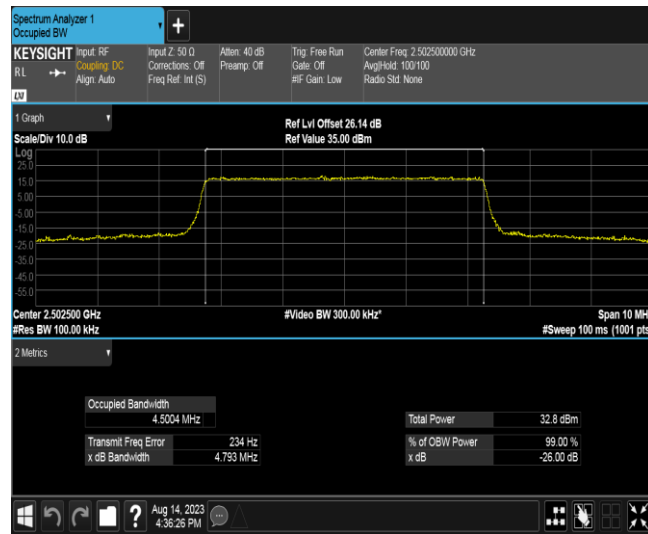 Spectrum Analyzer 1
Occupied BW
+
KEYSIGHT
RL
LXI
Input: RF
Coupling: DC
Align: Auto
Input Z: 50 Ω
Corrections: Off
Freq Ref: Int (S)
Atten: 40 dB
Preamp: Off
Trig: Free Run
Gate: Off
#IF Gain: Low
Center Freq: 2.502500000 GHz
Avg|Hold: 100/100
Radio Std: None
1 Graph
Scale/Div 10.0 dB
Ref Lvl Offset 26.14 dB
Ref Value 35.00 dBm
Log
25.0
15.0
5.00
-5.00
-15.0
-25.0
-35.0
-45.0
-55.0
Center 2.502500 GHz
#Res BW 100.00 kHz
#Video BW 300.00 kHz*
Span 10 MH
#Sweep 100 ms (1001 pts
2 Metrics
Occupied Bandwidth
4.5004 MHz
Transmit Freq Error 234 Hz
x dB Bandwidth 4.793 MHz
Total Power 32.8 dBm
% of OBW Power 99.00 %
x dB -26.00 dB
?
Aug 14, 2023
4:36:26 PM